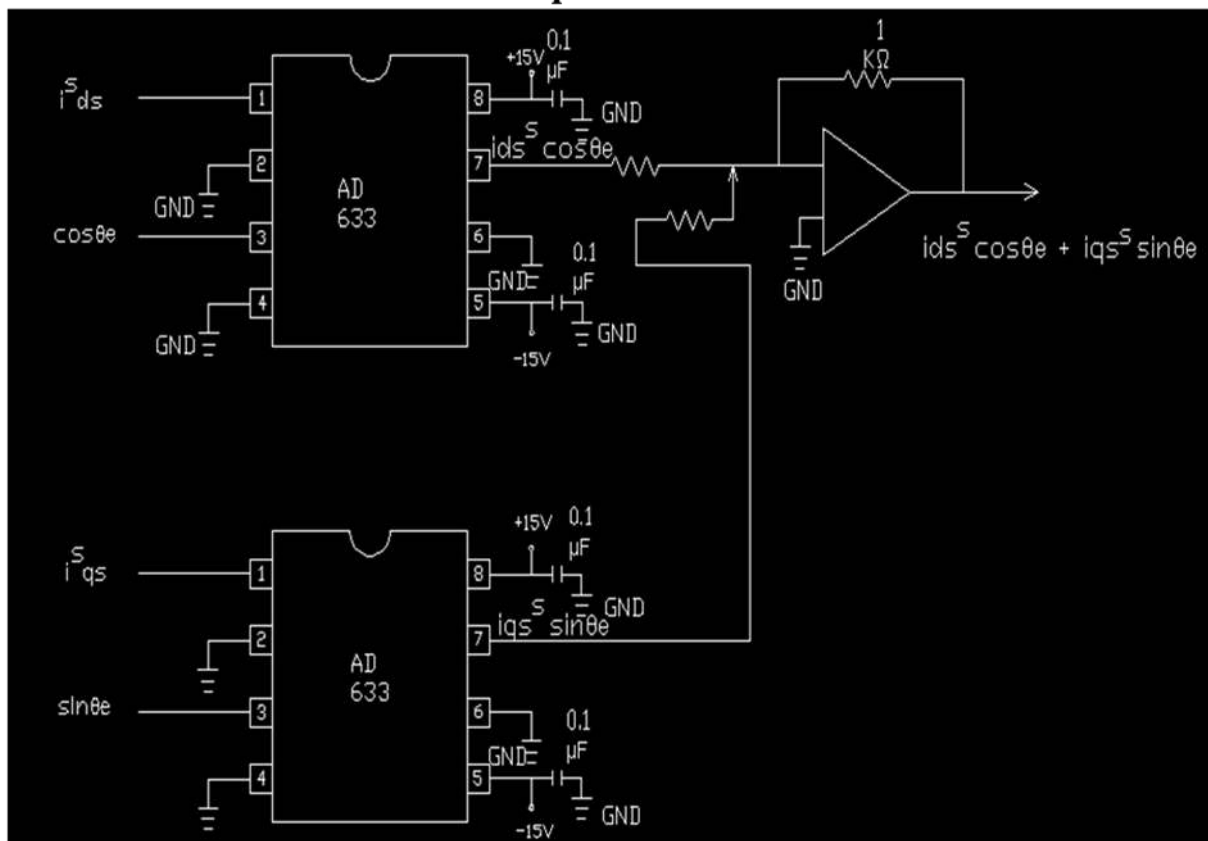 1
KΩ
+15V
0.1
μF
i^s ds
1
8
GND
ids^s cosθe
2
7
GND
AD
633
cosθe
3
6
0.1
μF
GND
ids^s cosθe + iqs^s sinθe
GND
4
5
GND
GND
-15V
+15V
0.1
μF
i^s qs
1
8
GND
iqs^s sinθe
2
7
AD
633
sinθe
3
6
0.1
μF
GND
4
5
GND
-15V